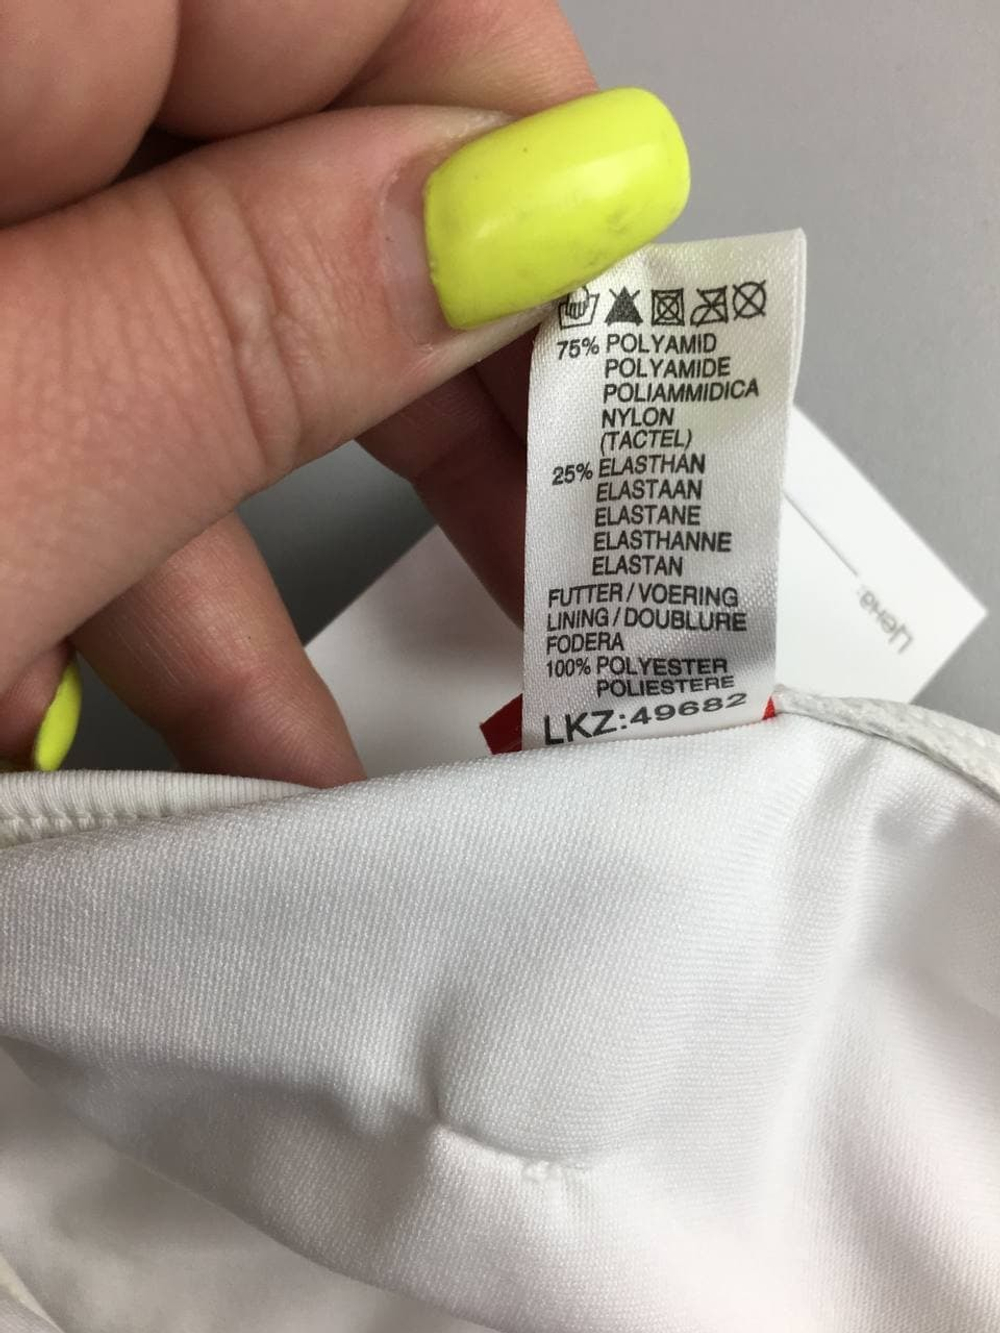 75% POLYAMID
POLYAMIDE
POLIAMMIDICA
NYLON
(TACTEL)
25% ELASTHAN
ELASTAAN
ELASTANE
ELASTHANNE
ELASTAN
FUTTER / VOERING
LINING / DOUBLURE
FODERA
100% POLYESTER
POLIESTERE
LKZ:49682
Цена: